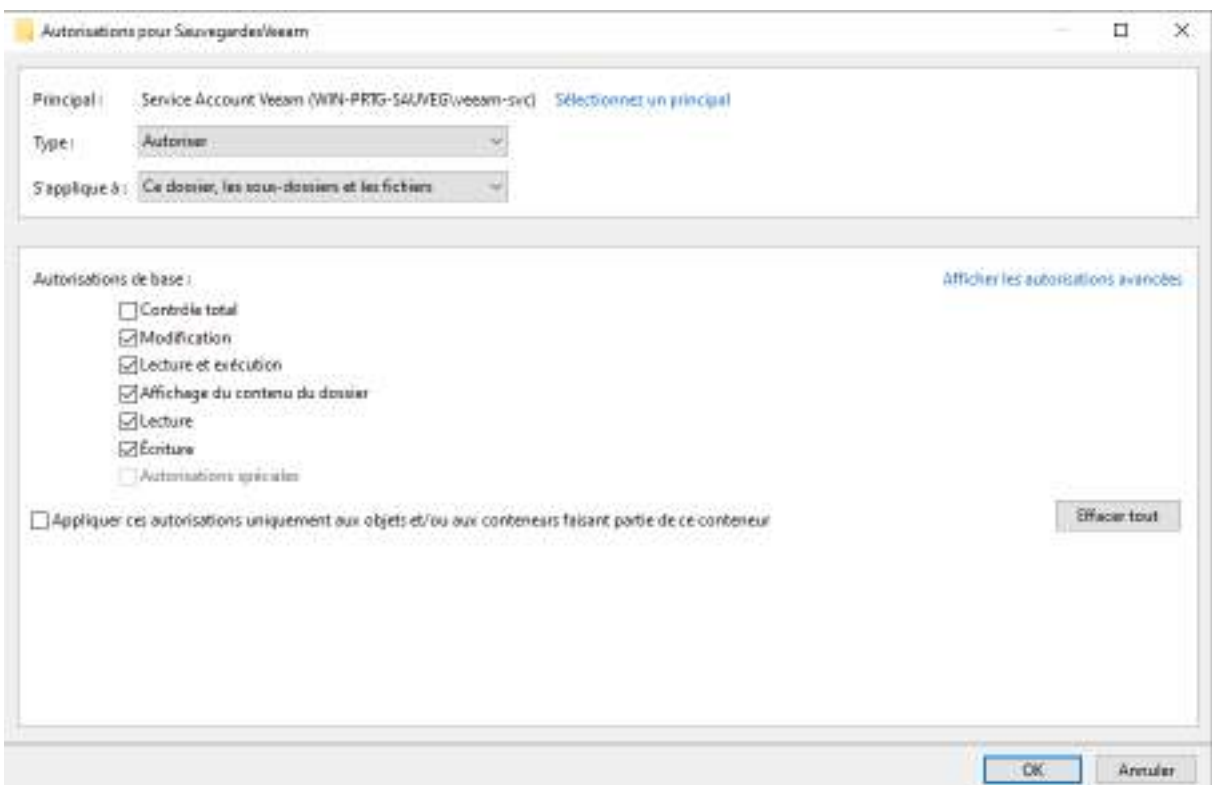 Autorisations pour SauvegardesVeeam
Principal : Service Account Veeam (WIN-PRTG-SAUVEG\veeam-svc) Sélectionnez un principal
Type : Autoriser
S'applique à : Ce dossier, les sous-dossiers et les fichiers
Autorisations de base : Afficher les autorisations avancées
Contrôle total
Modification
Lecture et exécution
Affichage du contenu du dossier
Lecture
Écriture
Autorisations spéciales
Appliquer ces autorisations uniquement aux objets et/ou aux conteneurs faisant partie de ce conteneur Effacer tout
OK Annuler